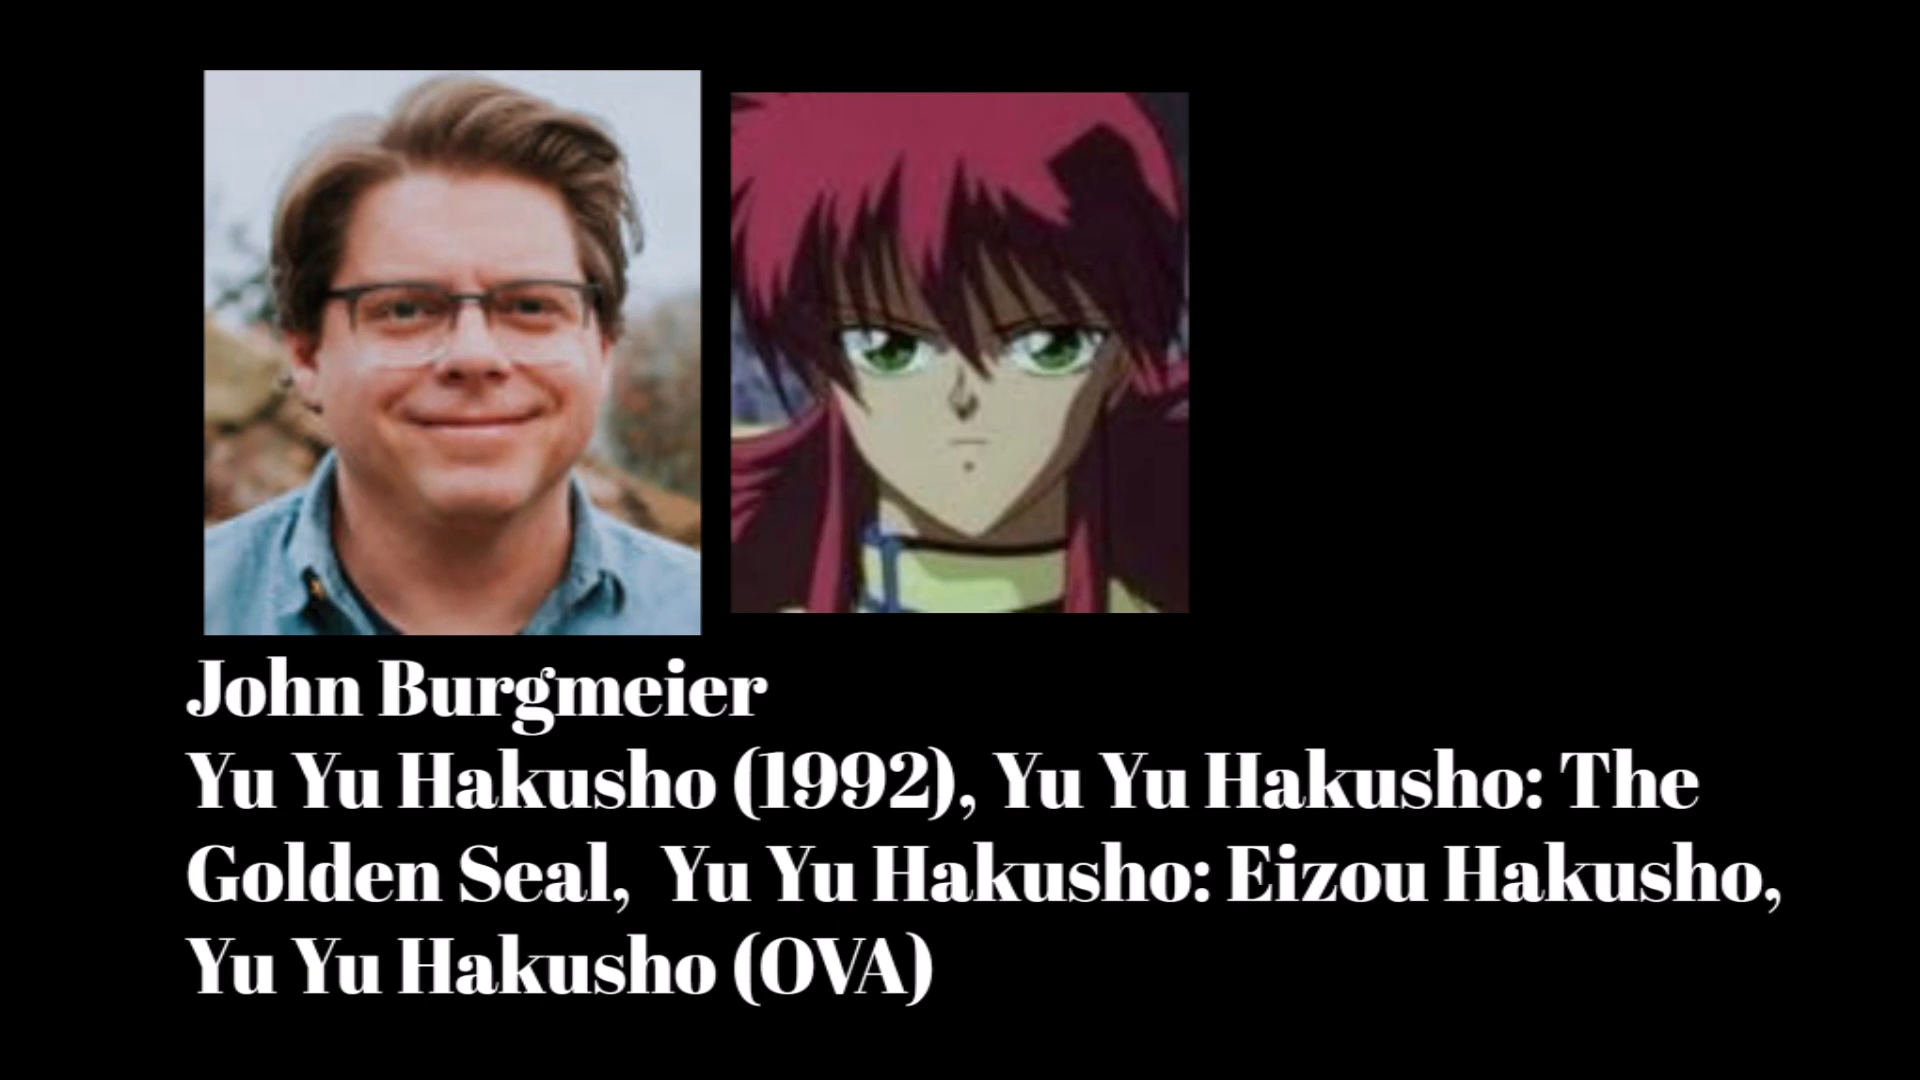 John Burgmeier
Yu Yu Hakusho (1992), Yu Yu Hakusho: The
Golden Seal,  Yu Yu Hakusho: Eizou Hakusho,
Yu Yu Hakusho (OVA)